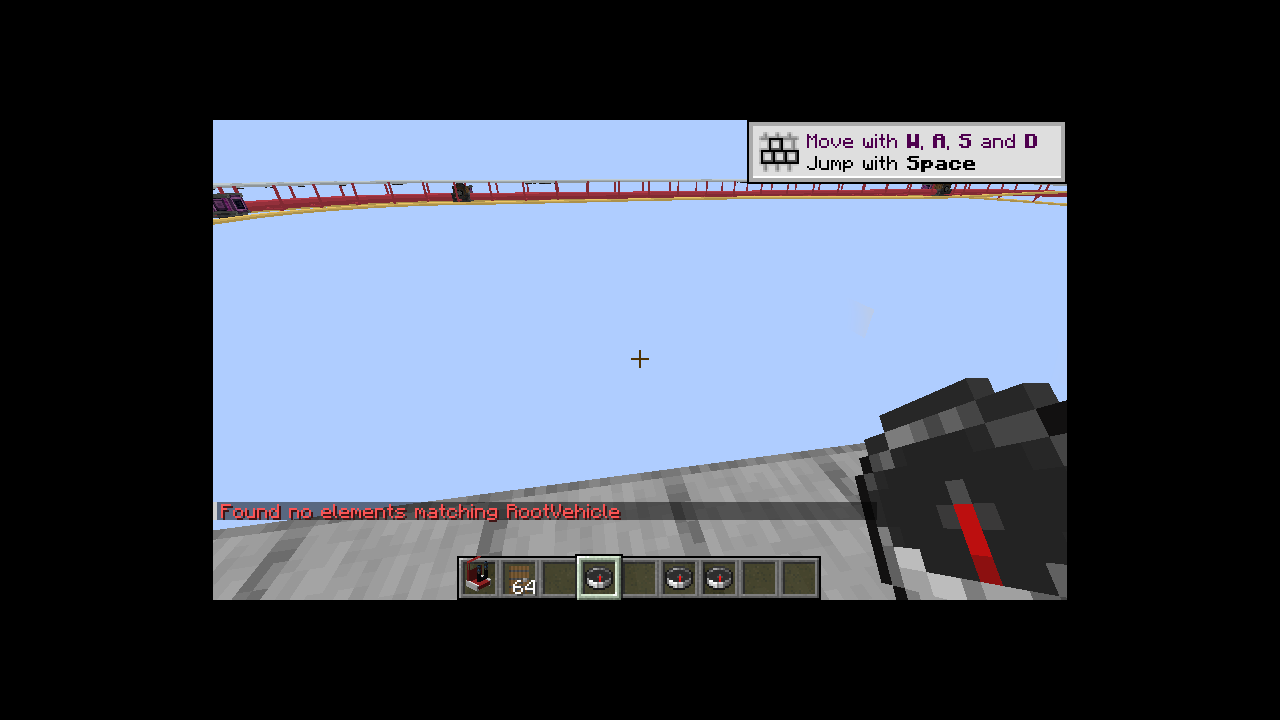 Move with W, A, S and D
Jump with Space
Found no elements matching RootVehicle
64